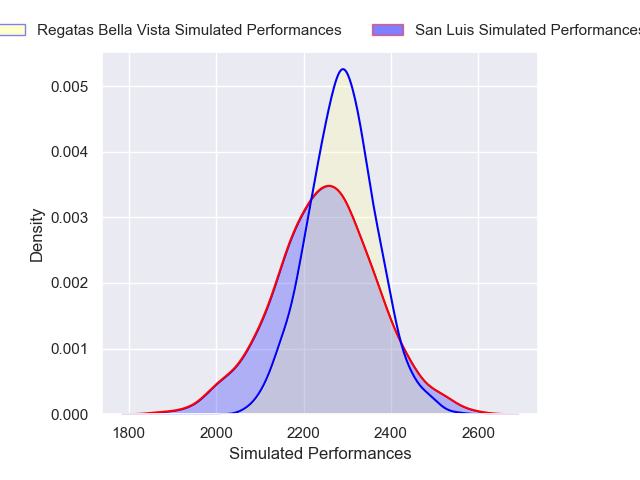 Regatas Bella Vista Simulated Performances
San Luis Simulated Performances
0.005
0.004
0.003
0.002
0.001
0.000
Density
1800 2000 2200 2400 2600
Simulated Performances